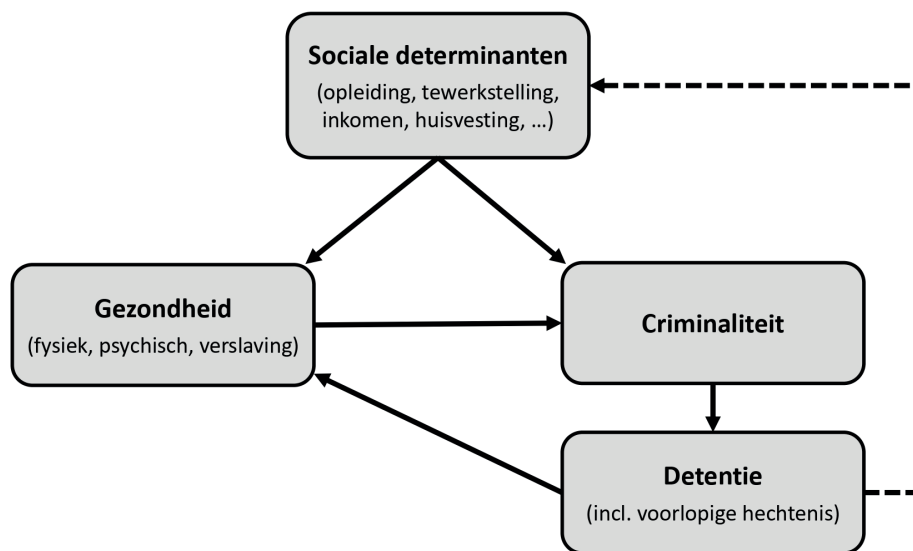 Sociale determinanten
(opleiding, tewerkstelling,
inkomen, huisvesting, ...)
Gezondheid
(fysiek, psychisch, verslaving)
Criminaliteit
Detentie
(incl. voorlopige hechtenis)